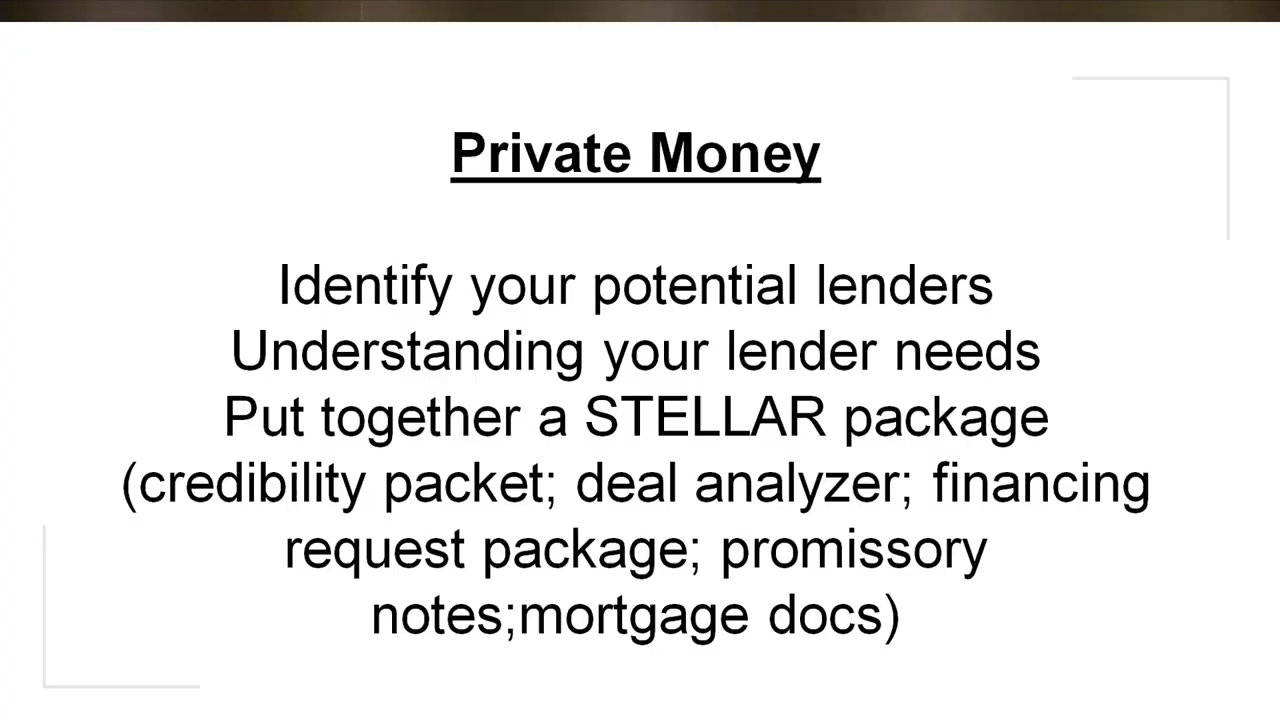 Private Money
Identify your potential lenders
Understanding your lender needs
Put together a STELLAR package
(credibility packet; deal analyzer; financing
request package; promissory
notes;mortgage docs)